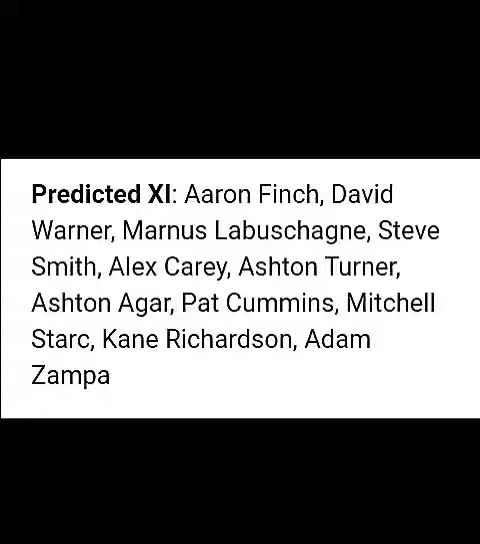 Predicted XI: Aaron Finch, David
Warner, Marnus Labuschagne, Steve
Smith, Alex Carey, Ashton Turner,
Ashton Agar, Pat Cummins, Mitchell
Starc, Kane Richardson, Adam
Zampa